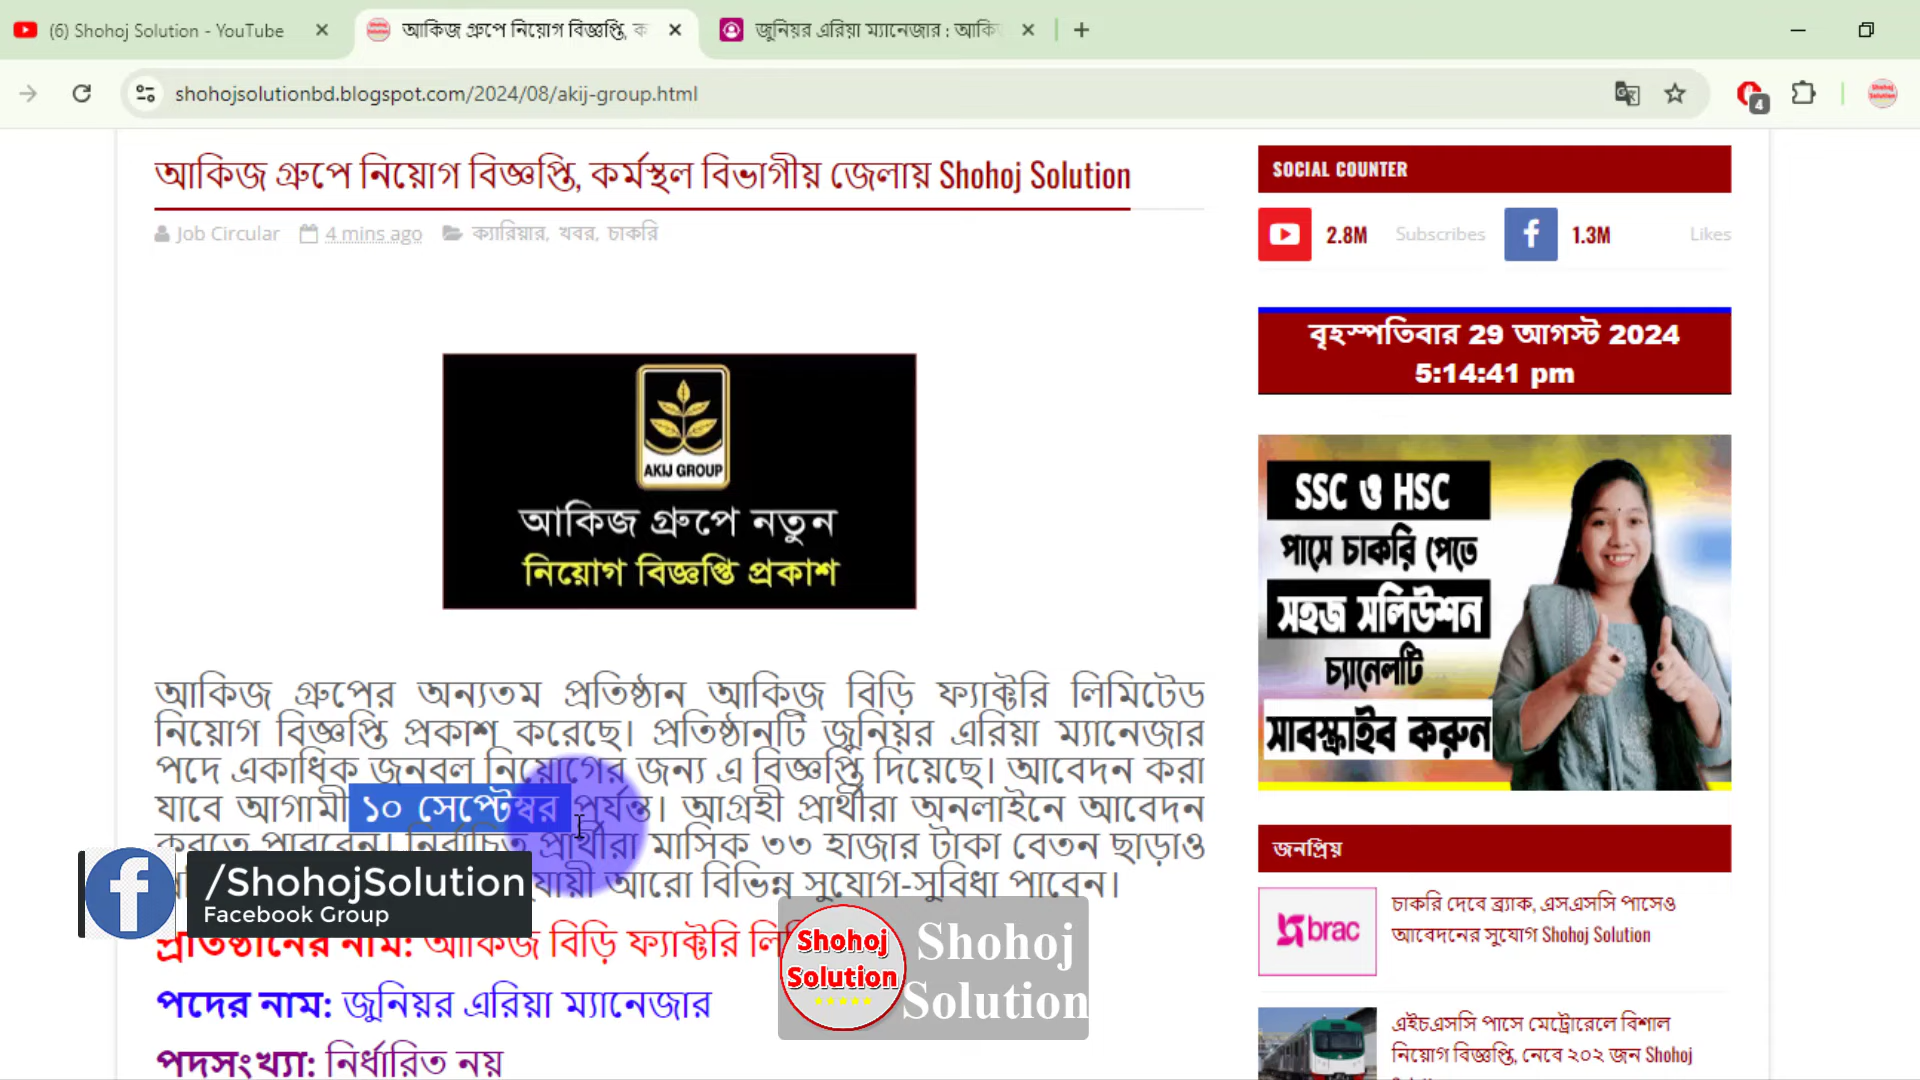 (6) Shohoj Solution - YouTube
আকিজ গ্রুপে নিয়োগ বিজ্ঞপ্তি, ক
জুনিয়র এরিয়া ম্যানেজার : আকি
shohojsolutionbd.blogspot.com/2024/08/akij-group.html
4
Shohoj Solution
আকিজ গ্রুপে নিয়োগ বিজ্ঞপ্তি, কর্মস্থল বিভাগীয় জেলায় Shohoj Solution
Job Circular 4 mins ago ক্যারিয়ার, খবর, চাকরি
AKIJ GROUP
আকিজ গ্রুপে নতুন
নিয়োগ বিজ্ঞপ্তি প্রকাশ
আকিজ গ্রুপের অন্যতম প্রতিষ্ঠান আকিজ বিড়ি ফ্যাক্টরি লিমিটেড
নিয়োগ বিজ্ঞপ্তি প্রকাশ করেছে। প্রতিষ্ঠানটি জুনিয়র এরিয়া ম্যানেজার
পদে একাধিক জনবল নিয়োগের জন্য এ বিজ্ঞপ্তি দিয়েছে। আবেদন করা
যাবে আগামী ১০ সেপ্টেম্বর পর্যন্ত। আগ্রহী প্রার্থীরা অনলাইনে আবেদন
করতে পারবেন। নির্বাচিত প্রার্থীরা মাসিক ৩৩ হাজার টাকা বেতন ছাড়াও
আরো বিভিন্ন সুযোগ-সুবিধা পাবেন।
প্রতিষ্ঠানের নাম: আকিজ বিড়ি ফ্যাক্টরি লি
পদের নাম: জুনিয়র এরিয়া ম্যানেজার
পদসংখ্যা: নির্ধারিত নয়
/ShohojSolution
Facebook Group
Shohoj
Solution
Shohoj
Solution
SOCIAL COUNTER
2.8M Subscribes 1.3M Likes
বৃহস্পতিবার 29 আগস্ট 2024
5:14:41 pm
SSC ও HSC
পাসে চাকরি পেতে
সহজ সলিউশন
চ্যানেলটি
সাবস্ক্রাইব করুন
জনপ্রিয়
brac
চাকরি দেবে ব্র্যাক, এসএসসি পাসেও
আবেদনের সুযোগ Shohoj Solution
এইচএসসি পাসে মেট্রোরেলে বিশাল
নিয়োগ বিজ্ঞপ্তি, নেবে ২০২ জন Shohoj